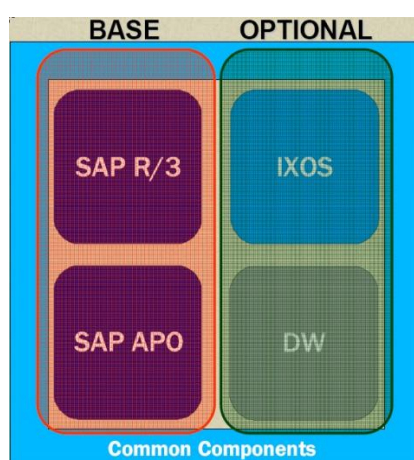 BASE OPTIONAL
SAP R/3 IXOS
SAP APO DW
Common Components